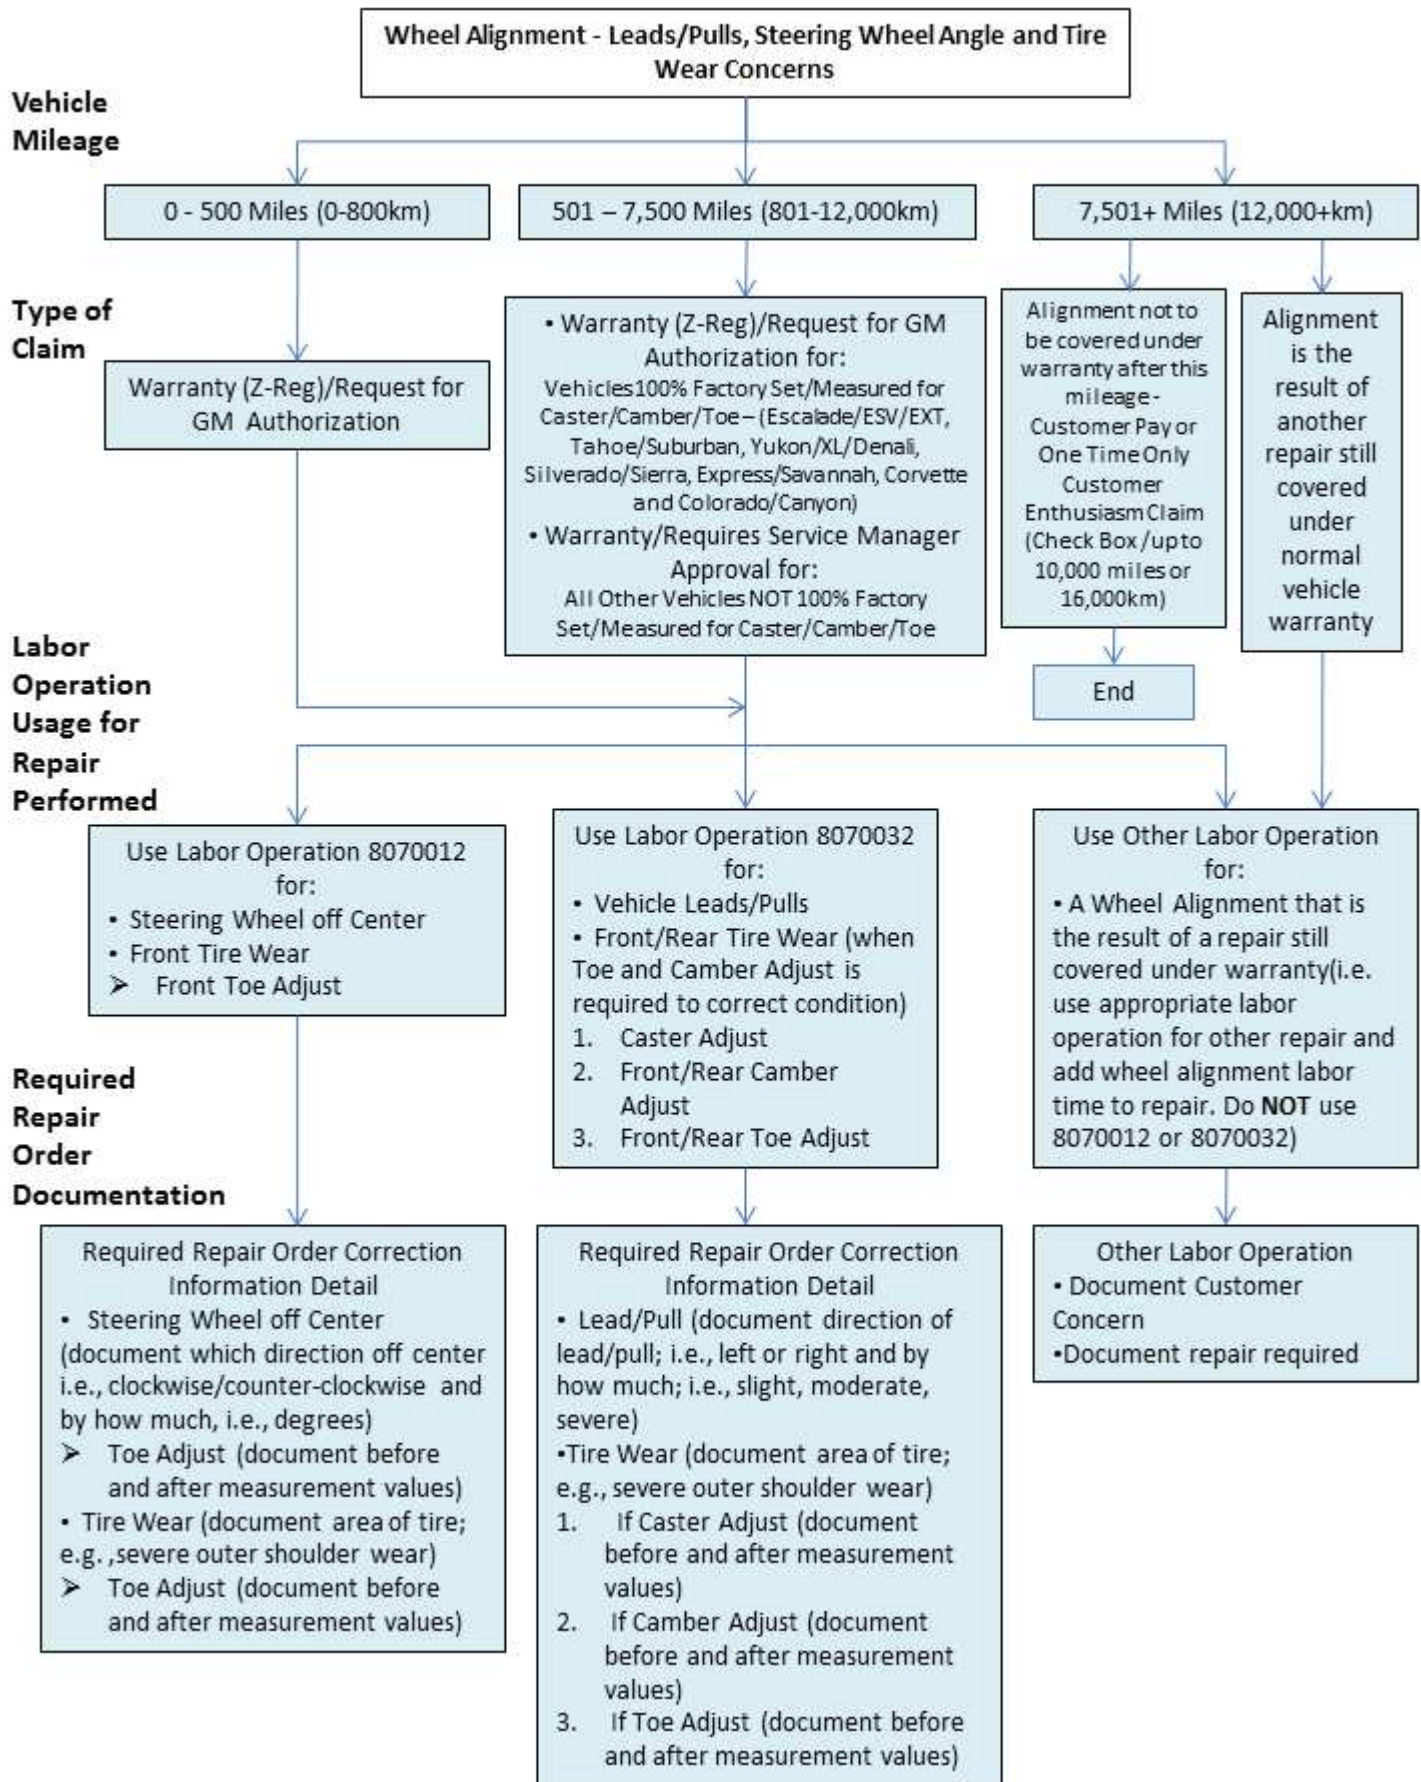 Wheel Alignment - Leads/Pulls, Steering Wheel Angle and Tire
Wear Concerns
Vehicle
Mileage
0 - 500 Miles (0-800km)
501 – 7,500 Miles (801-12,000km)
7,501+ Miles (12,000+km)
Type of
Claim
Warranty (Z-Reg)/Request for
GM Authorization
• Warranty (Z-Reg)/Request for GM
Authorization for:
Vehicles 100% Factory Set/Measured for
Caster/Camber/Toe – (Escalade/ESV/EXT,
Tahoe/Suburban, Yukon/XL/Denali,
Silverado/Sierra, Express/Savannah, Corvette
and Colorado/Canyon)
• Warranty/Requires Service Manager
Approval for:
All Other Vehicles NOT 100% Factory
Set/Measured for Caster/Camber/Toe
Alignment not to
be covered under
warranty after this
mileage -
Customer Pay or
One Time Only
Customer
Enthusiasm Claim
(Check Box / up to
10,000 miles or
16,000km)
End
Alignment
is the
result of
another
repair still
covered
under
normal
vehicle
warranty
Labor
Operation
Usage for
Repair
Performed
Use Labor Operation 8070012
for:
• Steering Wheel off Center
• Front Tire Wear
➢ Front Toe Adjust
Use Labor Operation 8070032
for:
• Vehicle Leads/Pulls
• Front/Rear Tire Wear (when
Toe and Camber Adjust is
required to correct condition)
1. Caster Adjust
2. Front/Rear Camber
Adjust
3. Front/Rear Toe Adjust
Use Other Labor Operation
for:
• A Wheel Alignment that is
the result of a repair still
covered under warranty(i.e.
use appropriate labor
operation for other repair and
add wheel alignment labor
time to repair. Do NOT use
8070012 or 8070032)
Required
Repair
Order
Documentation
Required Repair Order Correction
Information Detail
• Steering Wheel off Center
(document which direction off center
i.e., clockwise/counter-clockwise and
by how much, i.e., degrees)
➢ Toe Adjust (document before
and after measurement values)
• Tire Wear (document area of tire;
e.g. ,severe outer shoulder wear)
➢ Toe Adjust (document before
and after measurement values)
Required Repair Order Correction
Information Detail
• Lead/Pull (document direction of
lead/pull; i.e., left or right and by
how much; i.e., slight, moderate,
severe)
•Tire Wear (document area of tire;
e.g., severe outer shoulder wear)
1. If Caster Adjust (document
before and after measurement
values)
2. If Camber Adjust (document
before and after measurement
values)
3. If Toe Adjust (document before
and after measurement values)
Other Labor Operation
• Document Customer
Concern
•Document repair required